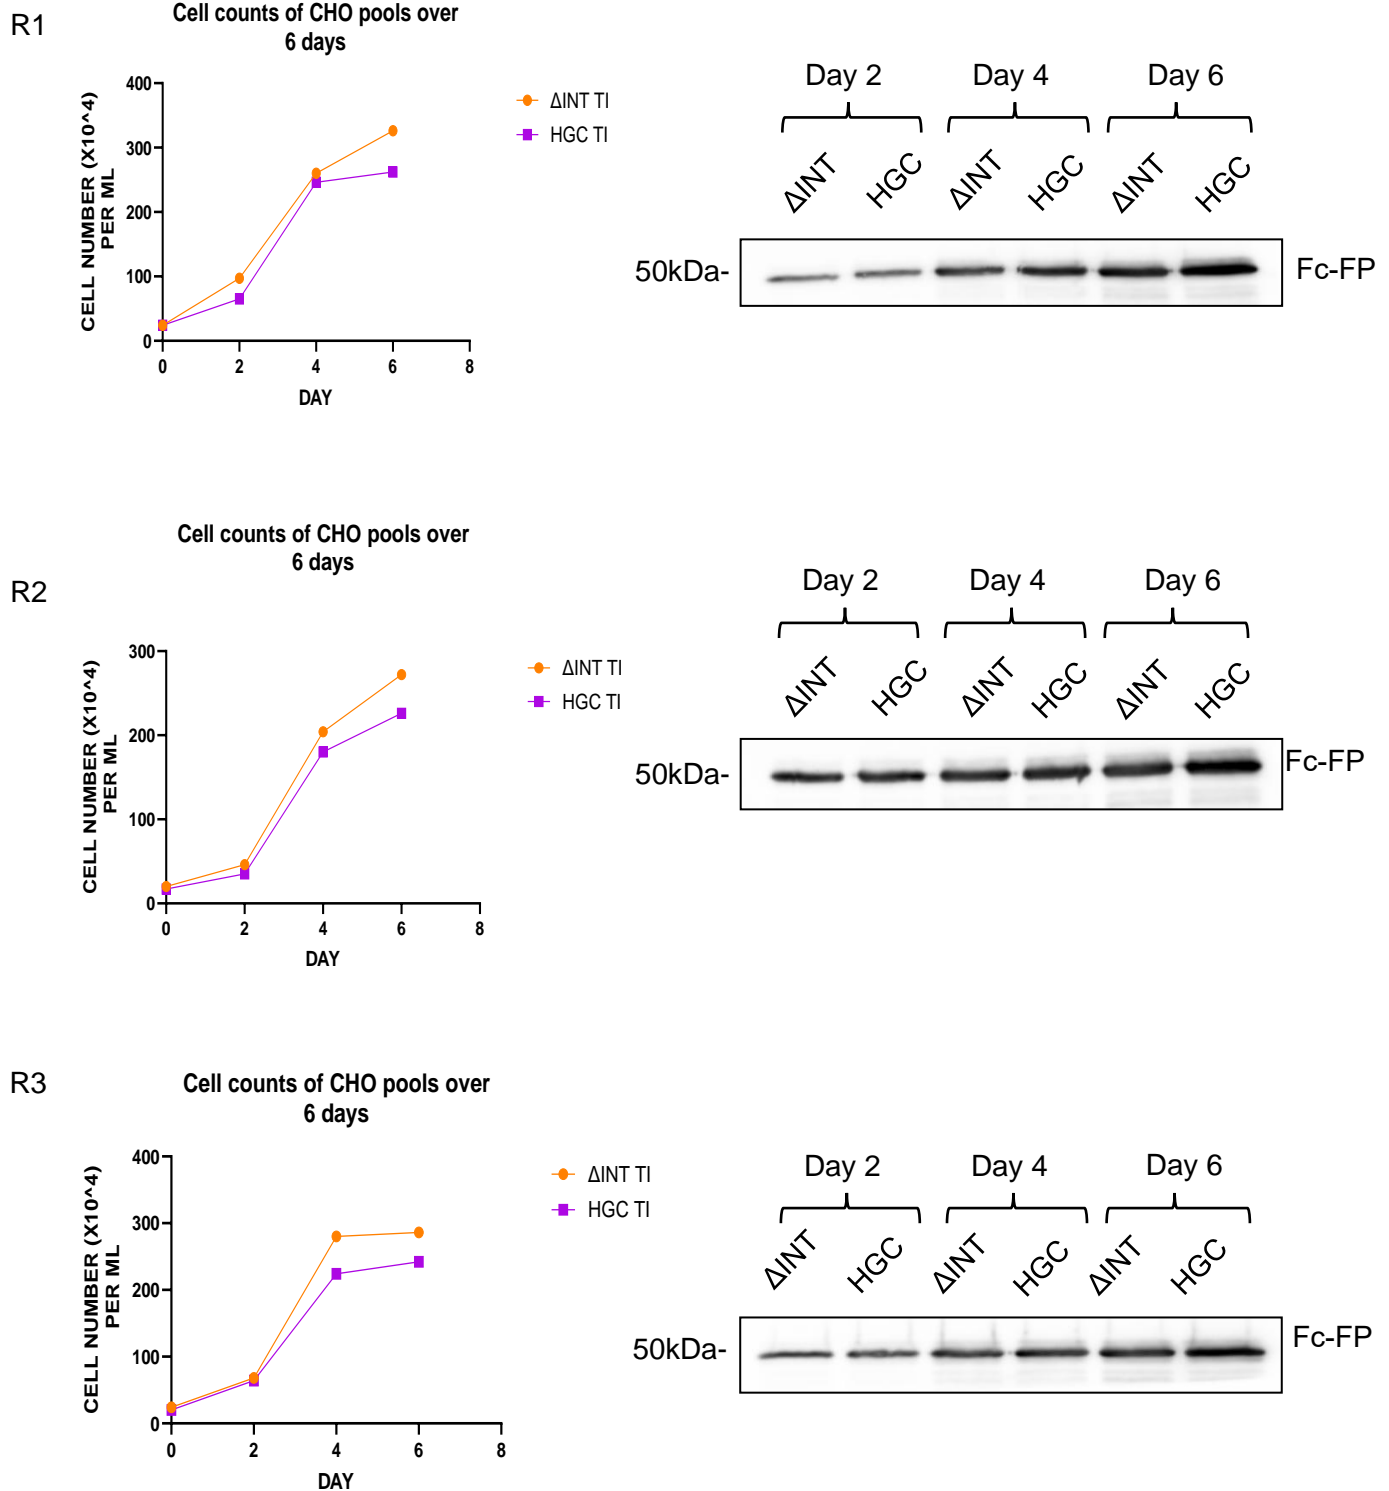 R1
Cell counts of CHO pools over
6 days
400
300
200
100
0
0 2 4 6 8
CELL NUMBER (X10^4)
PER ML
DAY
ΔINT TI
HGC TI
Day 2 Day 4 Day 6
ΔINT HGC ΔINT HGC ΔINT HGC
50kDa-
Fc-FP
R2
Cell counts of CHO pools over
6 days
300
200
100
0
0 2 4 6 8
CELL NUMBER (X10^4)
PER ML
DAY
ΔINT TI
HGC TI
Day 2 Day 4 Day 6
ΔINT HGC ΔINT HGC ΔINT HGC
50kDa-
Fc-FP
R3
Cell counts of CHO pools over
6 days
400
300
200
100
0
0 2 4 6 8
CELL NUMBER (X10^4)
PER ML
DAY
ΔINT TI
HGC TI
Day 2 Day 4 Day 6
ΔINT HGC ΔINT HGC ΔINT HGC
50kDa-
Fc-FP